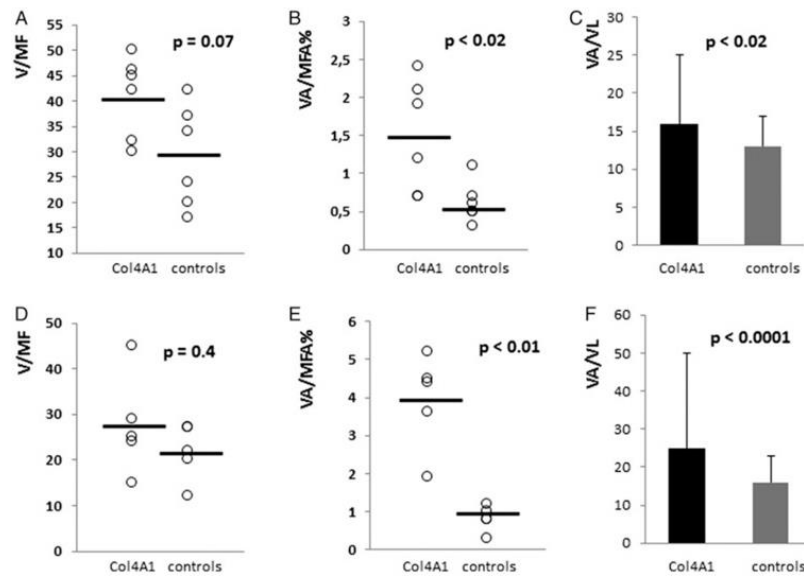 A
V/MF
p = 0.07
55
50
45
40
35
30
25
20
15
10
Col4A1 controls
B
VA/MFA%
p < 0.02
3
2,5
2
1,5
1
0,5
0
Col4A1 controls
C
VA/VL
p < 0.02
30
25
20
15
10
5
0
Col4A1 controls
D
V/MF
p = 0.4
50
40
30
20
10
0
Col4A1 controls
E
VA/MFA%
p < 0.01
6
5
4
3
2
1
0
Col4A1 controls
F
VA/VL
p < 0.0001
60
50
40
30
20
10
0
Col4A1 controls